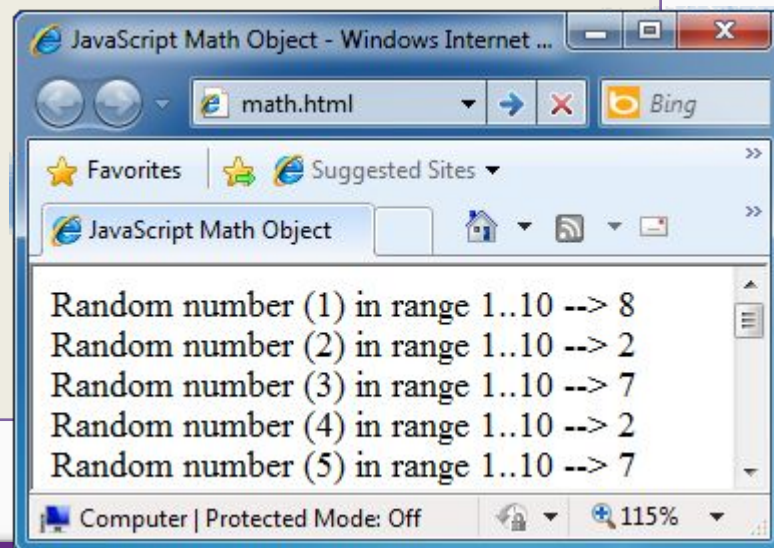 JavaScript Math Object - Windows Internet ...
math.html
Bing
Favorites Suggested Sites
JavaScript Math Object
Random number (1) in range 1..10 --> 8
Random number (2) in range 1..10 --> 2
Random number (3) in range 1..10 --> 7
Random number (4) in range 1..10 --> 2
Random number (5) in range 1..10 --> 7
Computer | Protected Mode: Off 115%